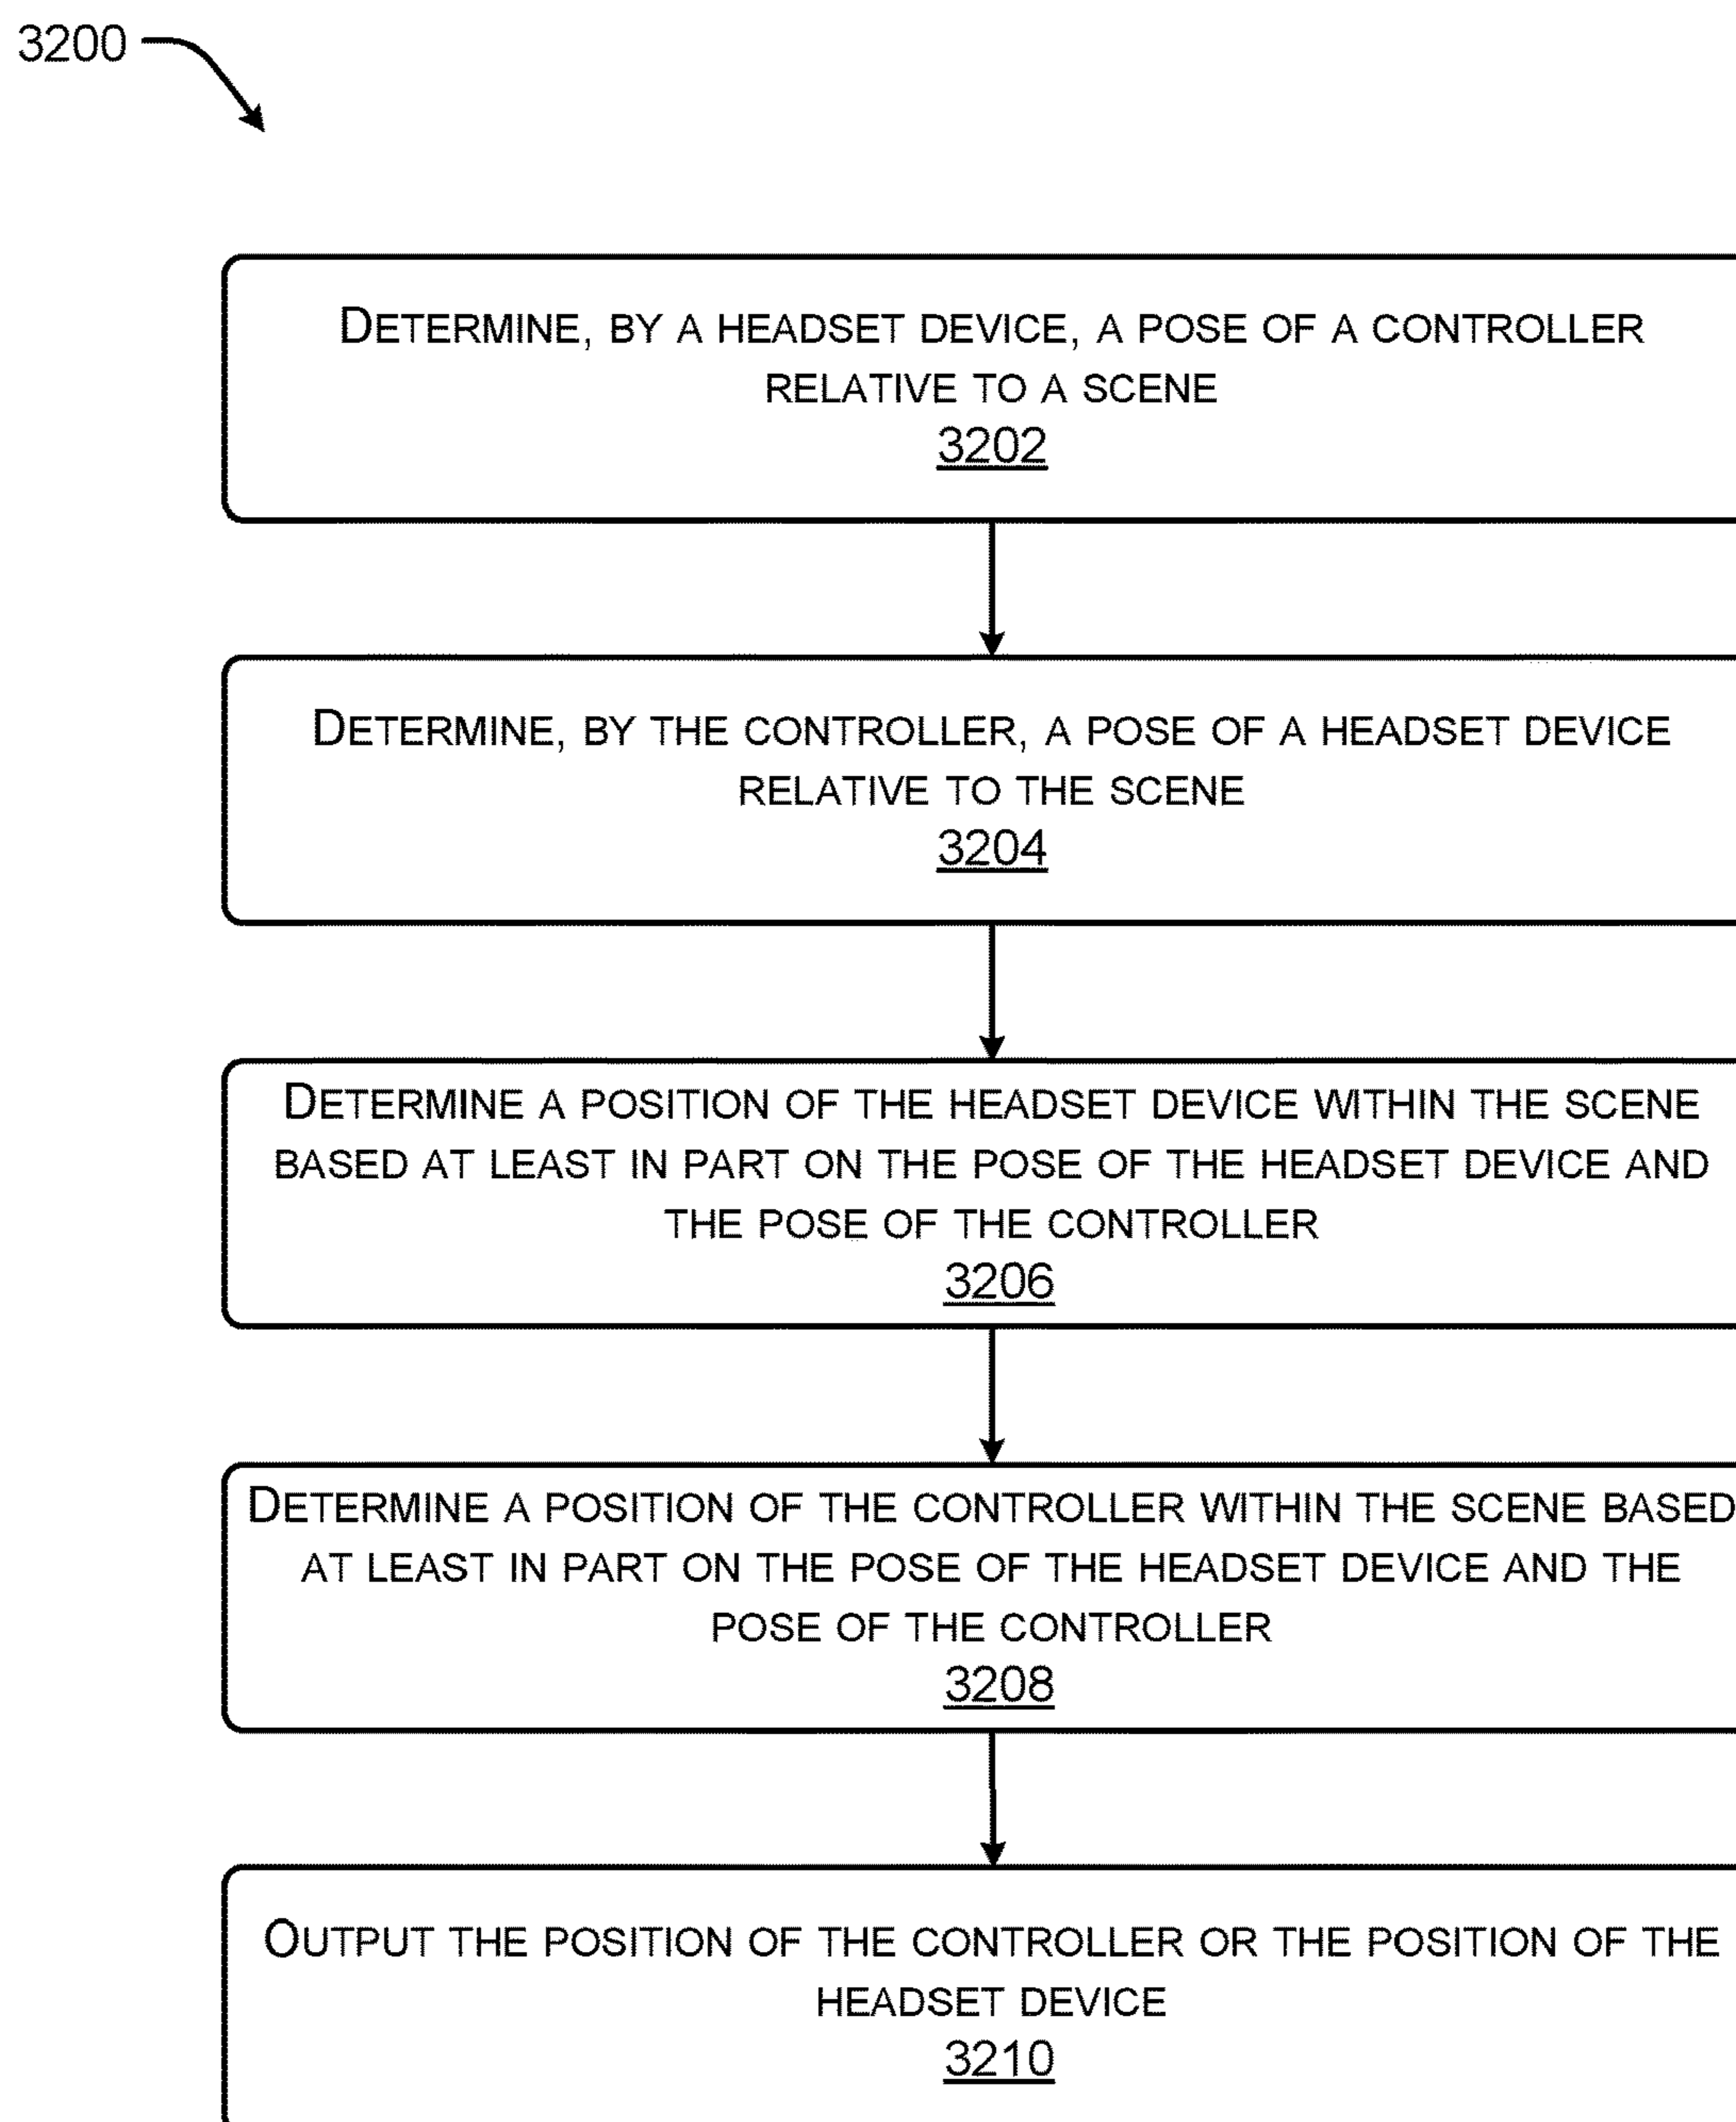 3200
DETERMINE, BY A HEADSET DEVICE, A POSE OF A CONTROLLER
RELATIVE TO A SCENE
3202
DETERMINE, BY THE CONTROLLER, A POSE OF A HEADSET DEVICE
RELATIVE TO THE SCENE
3204
DETERMINE A POSITION OF THE HEADSET DEVICE WITHIN THE SCENE
BASED AT LEAST IN PART ON THE POSE OF THE HEADSET DEVICE AND
THE POSE OF THE CONTROLLER
3206
DETERMINE A POSITION OF THE CONTROLLER WITHIN THE SCENE BASED
AT LEAST IN PART ON THE POSE OF THE HEADSET DEVICE AND THE
POSE OF THE CONTROLLER
3208
OUTPUT THE POSITION OF THE CONTROLLER OR THE POSITION OF THE
HEADSET DEVICE
3210